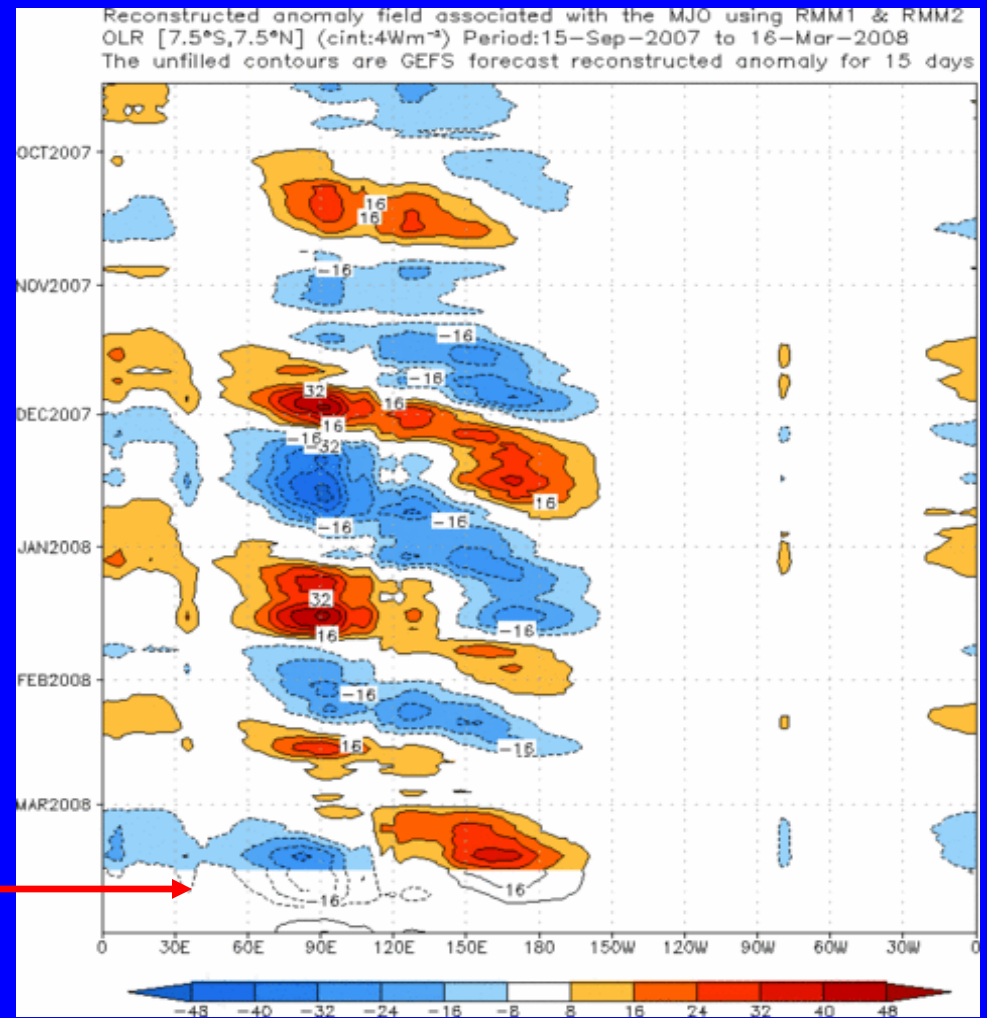 Reconstructed anomaly field associated with the MJO using RMM1 & RMM2
OLR [7.5°S,7.5°N] (cint:4Wm⁻²) Period:15-Sep-2007 to 16-Mar-2008
The unfilled contours are GEFS forecast reconstructed anomaly for 15 days
OCT2007
16
16
-16
NOV2007
-16
-16
32
16
DEC2007
16
-16
-32
16
-16
-16
JAN2008
32
-16
16
FEB2008
-16
16
-16
MAR2008
16
-16
0 30E 60E 90E 120E 150E 180 150W 120W 90W 60W 30W 0
-48 -40 -32 -24 -16 -8 8 16 24 32 40 48